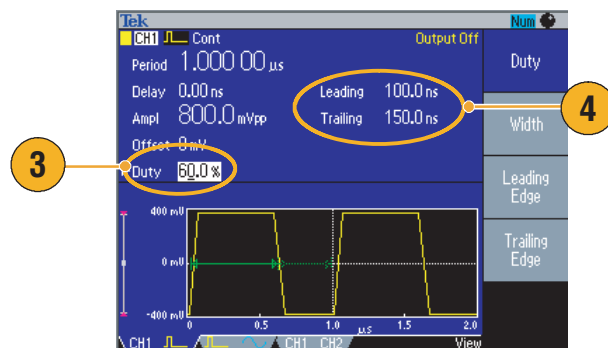 Tek Num
CH1 Cont Output Off
Period 1.000 00 µs
Delay 0.00 ns
Leading 100.0 ns
Ampl 800.0 mVpp
Trailing 150.0 ns
Offset 0 mV
Duty 60.0 %
3
4
Duty
Width
Leading
Edge
Trailing
Edge
400 mV
0 mV
-400 mV
0 0.5 1.0 µs 1.5 2.0
CH1 CH1 CH2 View